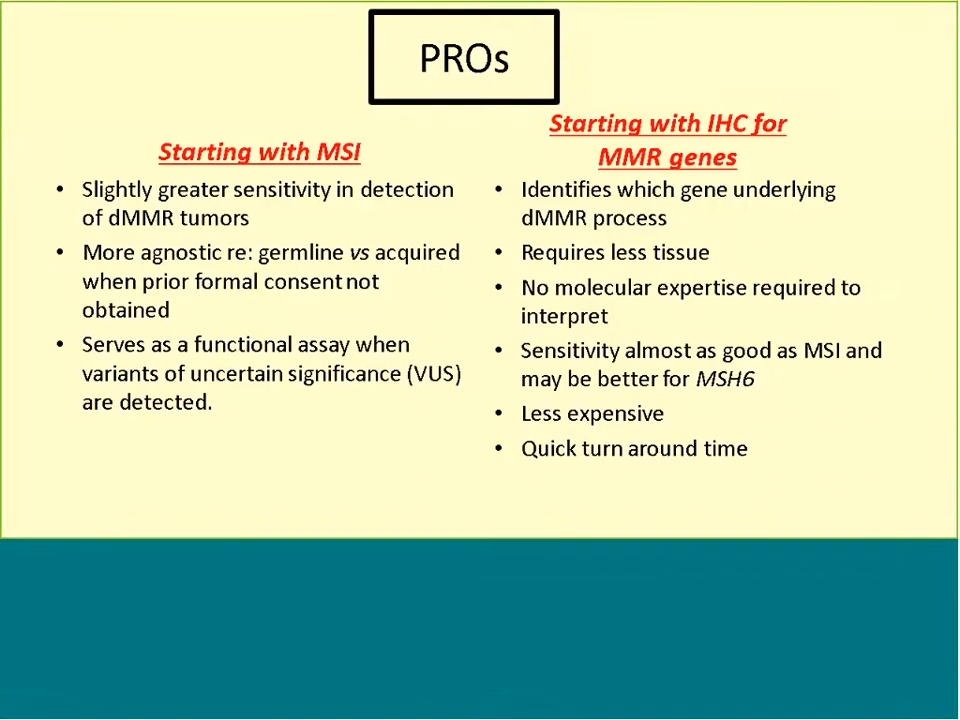 PROs
Starting with MSI
• Slightly greater sensitivity in detection
of dMMR tumors
• More agnostic re: germline vs acquired
when prior formal consent not
obtained
• Serves as a functional assay when
variants of uncertain significance (VUS)
are detected.
Starting with IHC for
MMR genes
• Identifies which gene underlying
dMMR process
• Requires less tissue
• No molecular expertise required to
interpret
• Sensitivity almost as good as MSI and
may be better for MSH6
• Less expensive
• Quick turn around time